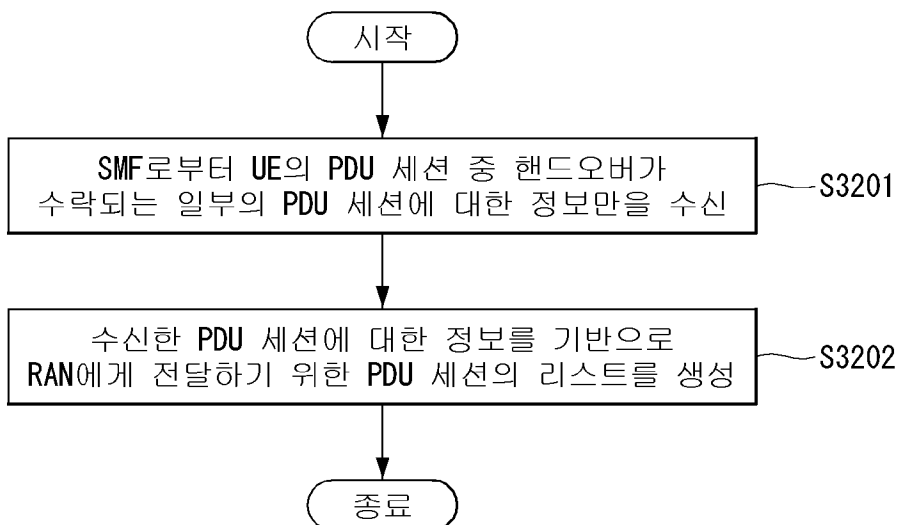 시작
SMF로부터 UE의 PDU 세션 중 핸드오버가
수락되는 일부의 PDU 세션에 대한 정보만을 수신
S3201
수신한 PDU 세션에 대한 정보를 기반으로
RAN에게 전달하기 위한 PDU 세션의 리스트를 생성
S3202
종료